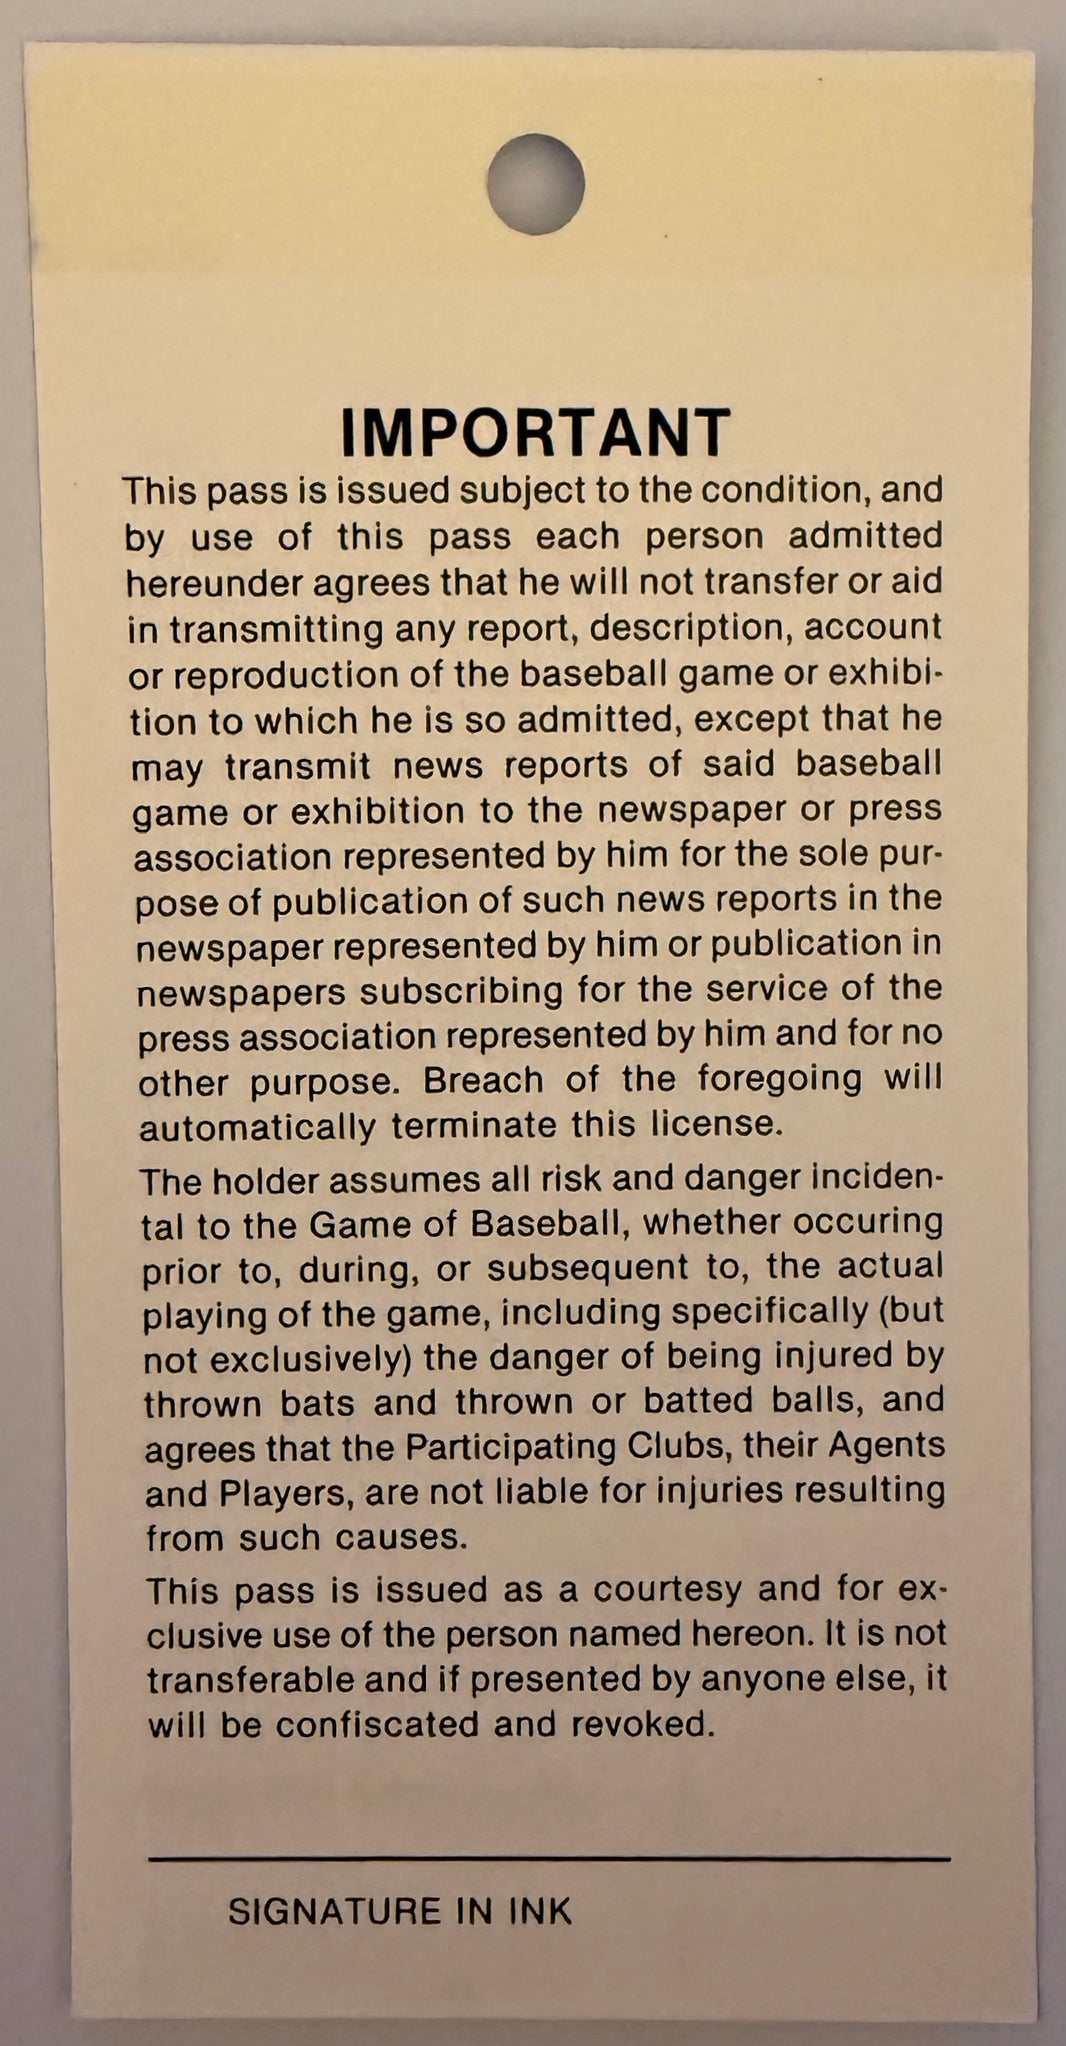 IMPORTANT
This pass is issued subject to the condition, and
by use of this pass each person admitted
hereunder agrees that he will not transfer or aid
in transmitting any report, description, account
or reproduction of the baseball game or exhibi-
tion to which he is so admitted, except that he
may transmit news reports of said baseball
game or exhibition to the newspaper or press
association represented by him for the sole pur-
pose of publication of such news reports in the
newspaper represented by him or publication in
newspapers subscribing for the service of the
press association represented by him and for no
other purpose. Breach of the foregoing will
automatically terminate this license.
The holder assumes all risk and danger inciden-
tal to the Game of Baseball, whether occuring
prior to, during, or subsequent to, the actual
playing of the game, including specifically (but
not exclusively) the danger of being injured by
thrown bats and thrown or batted balls, and
agrees that the Participating Clubs, their Agents
and Players, are not liable for injuries resulting
from such causes.
This pass is issued as a courtesy and for ex-
clusive use of the person named hereon. It is not
transferable and if presented by anyone else, it
will be confiscated and revoked.
SIGNATURE IN INK